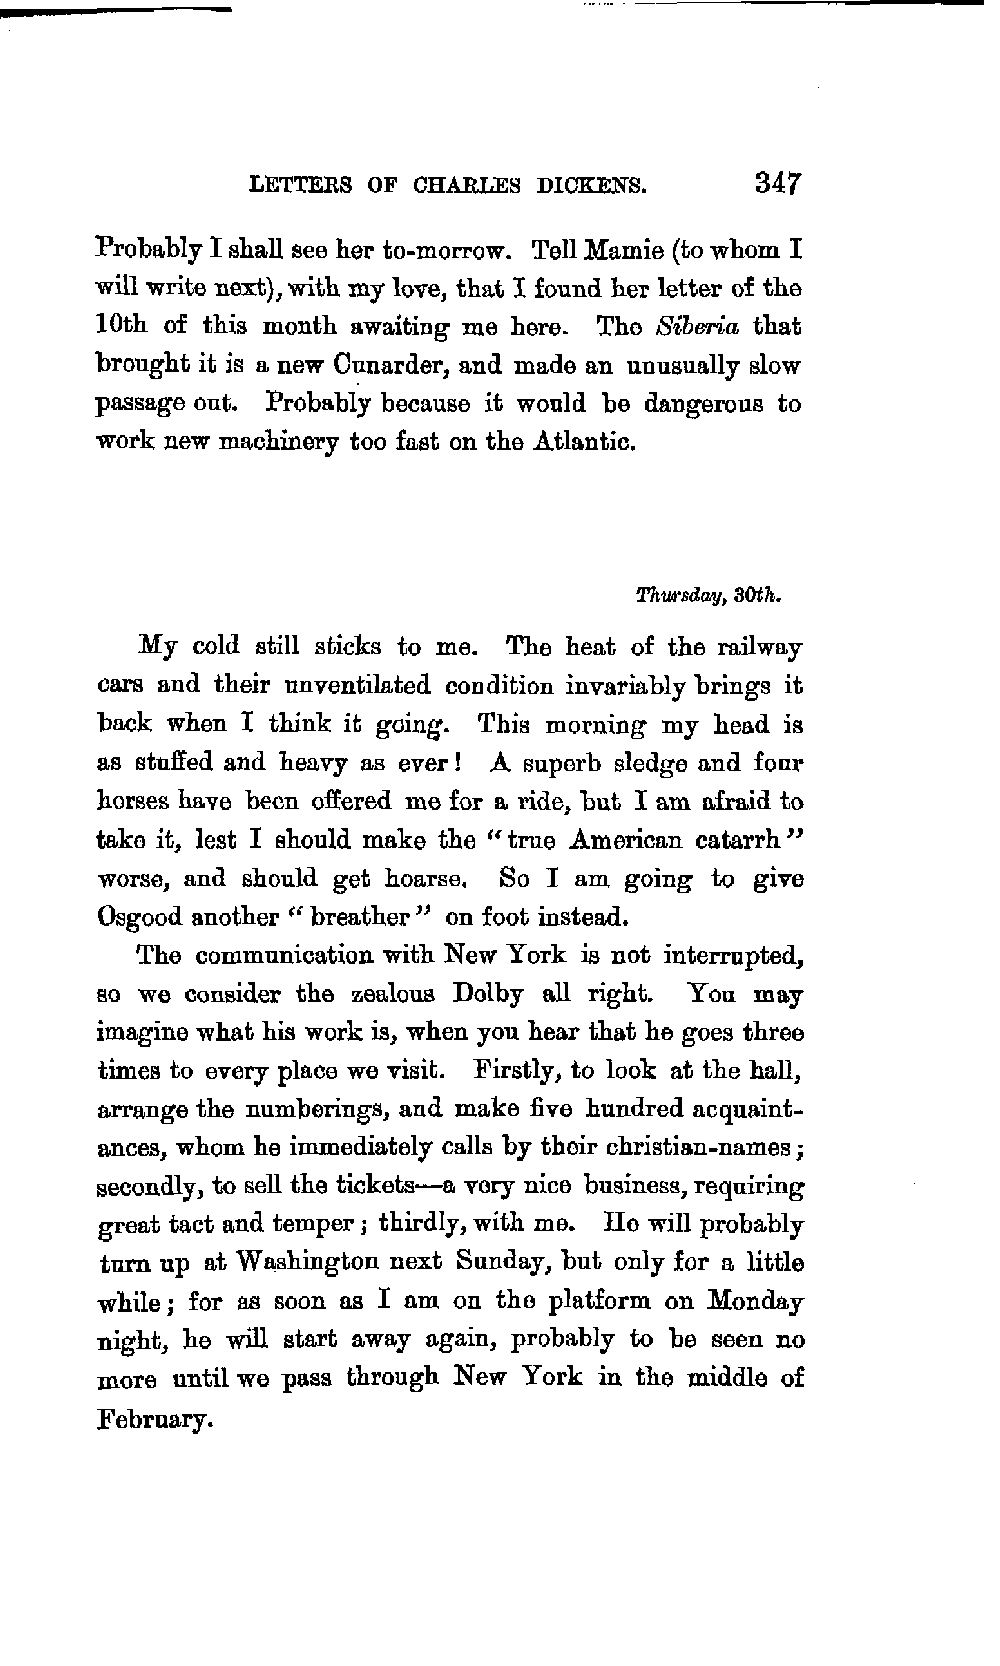 LETTERS OF CHARLES DICKENS. 347
Probably I shall see her to-morrow. Tell Mamie (to whom I
will write next), with my love, that I found her letter of the
10th of this month awaiting me here. The Siberia that
brought it is a new Cunarder, and made an unusually slow
passage out. Probably because it would be dangerous to
work new machinery too fast on the Atlantic.
Thursday, 30th.
My cold still sticks to me. The heat of the railway
cars and their unventilated condition invariably brings it
back when I think it going. This morning my head is
as stuffed and heavy as ever! A superb sledge and four
horses have been offered me for a ride, but I am afraid to
take it, lest I should make the "true American catarrh"
worse, and should get hoarse. So I am going to give
Osgood another "breather" on foot instead.
The communication with New York is not interrupted,
so we consider the zealous Dolby all right. You may
imagine what his work is, when you hear that he goes three
times to every place we visit. Firstly, to look at the hall,
arrange the numberings, and make five hundred acquaint-
ances, whom he immediately calls by their christian-names;
secondly, to sell the tickets—a very nice business, requiring
great tact and temper; thirdly, with me. He will probably
turn up at Washington next Sunday, but only for a little
while; for as soon as I am on the platform on Monday
night, he will start away again, probably to be seen no
more until we pass through New York in the middle of
February.